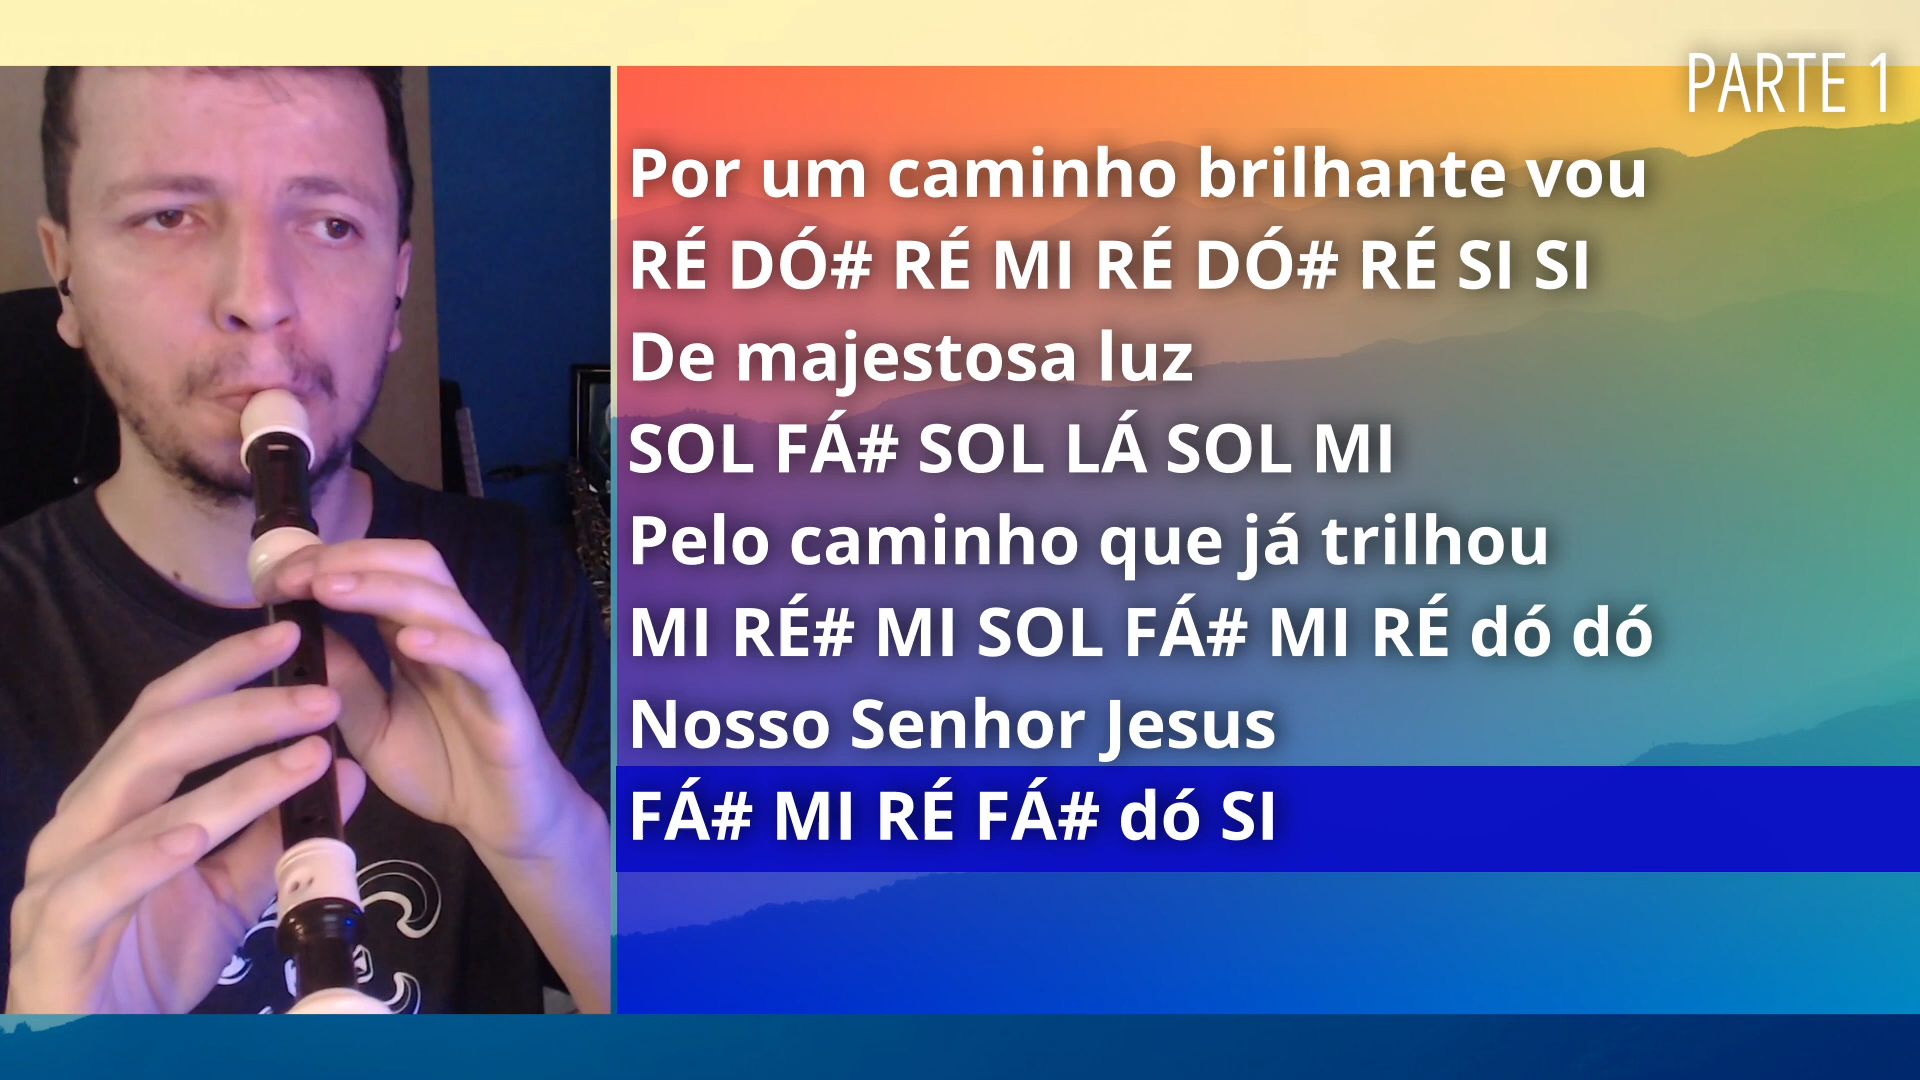 PARTE 1
Por um caminho brilhante vou
RÉ DÓ# RÉ MI RÉ DÓ# RÉ SI SI
De majestosa luz
SOL FÁ# SOL LÁ SOL MI
Pelo caminho que já trilhou
MI RÉ# MI SOL FÁ# MI RÉ dó dó
Nosso Senhor Jesus
FÁ# MI RÉ FÁ# dó SI